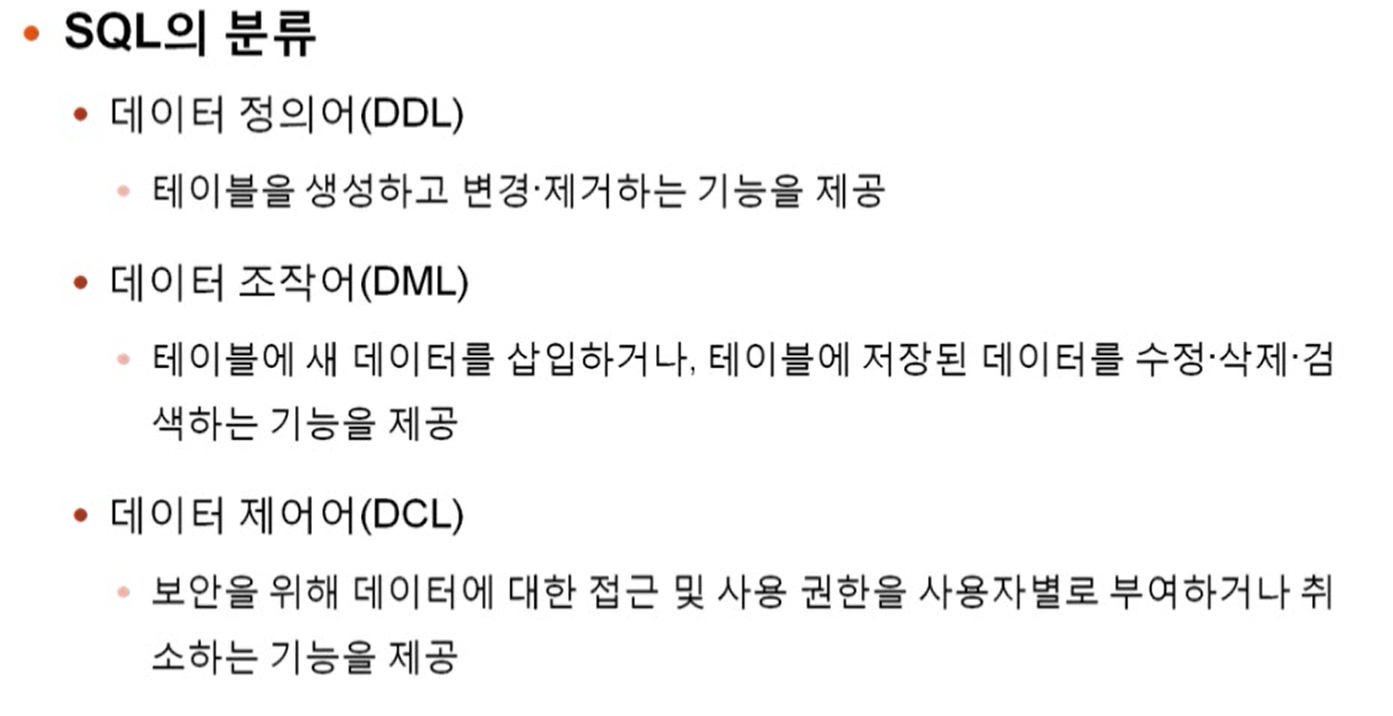 • SQL의 분류
• 데이터 정의어(DDL)
• 테이블을 생성하고 변경·제거하는 기능을 제공
• 데이터 조작어(DML)
• 테이블에 새 데이터를 삽입하거나, 테이블에 저장된 데이터를 수정·삭제·검
색하는 기능을 제공
• 데이터 제어어(DCL)
• 보안을 위해 데이터에 대한 접근 및 사용 권한을 사용자별로 부여하거나 취
소하는 기능을 제공